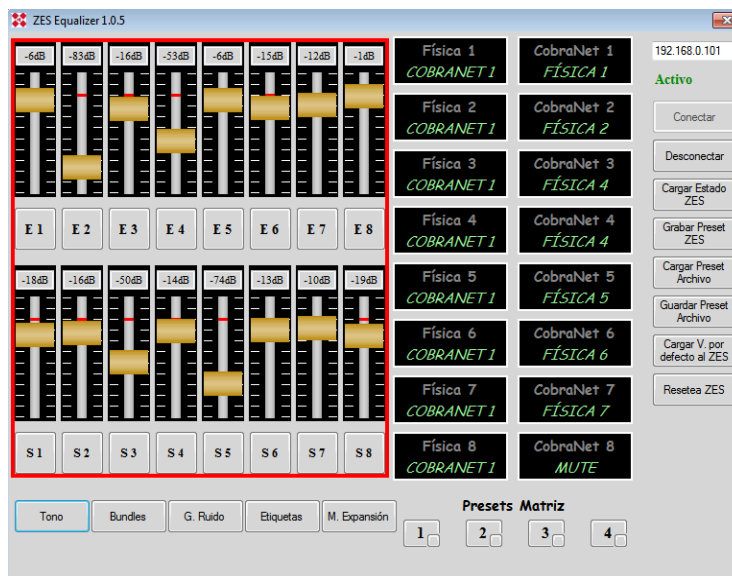 ZES Equalizer 1.0.5
-6dB -83dB -16dB -53dB -6dB -15dB -12dB -1dB
E 1 E 2 E 3 E 4 E 5 E 6 E 7 E 8
-18dB -16dB -50dB -14dB -74dB -13dB -10dB -19dB
S 1 S 2 S 3 S 4 S 5 S 6 S 7 S 8
Tono Bundles G. Ruido Etiquetas M. Expansión
Física 1
COBRANET 1
Física 2
COBRANET 1
Física 3
COBRANET 1
Física 4
COBRANET 1
Física 5
COBRANET 1
Física 6
COBRANET 1
Física 7
COBRANET 1
Física 8
COBRANET 1
CobraNet 1
FÍSICA 1
CobraNet 2
FÍSICA 2
CobraNet 3
FÍSICA 4
CobraNet 4
FÍSICA 4
CobraNet 5
FÍSICA 5
CobraNet 6
FÍSICA 6
CobraNet 7
FÍSICA 7
CobraNet 8
MUTE
Presets Matriz
1 2 3 4
192.168.0.101
Activo
Conectar
Desconectar
Cargar Estado
ZES
Grabar Preset
ZES
Cargar Preset
Archivo
Guardar Preset
Archivo
Cargar V. por
defecto al ZES
Resetea ZES